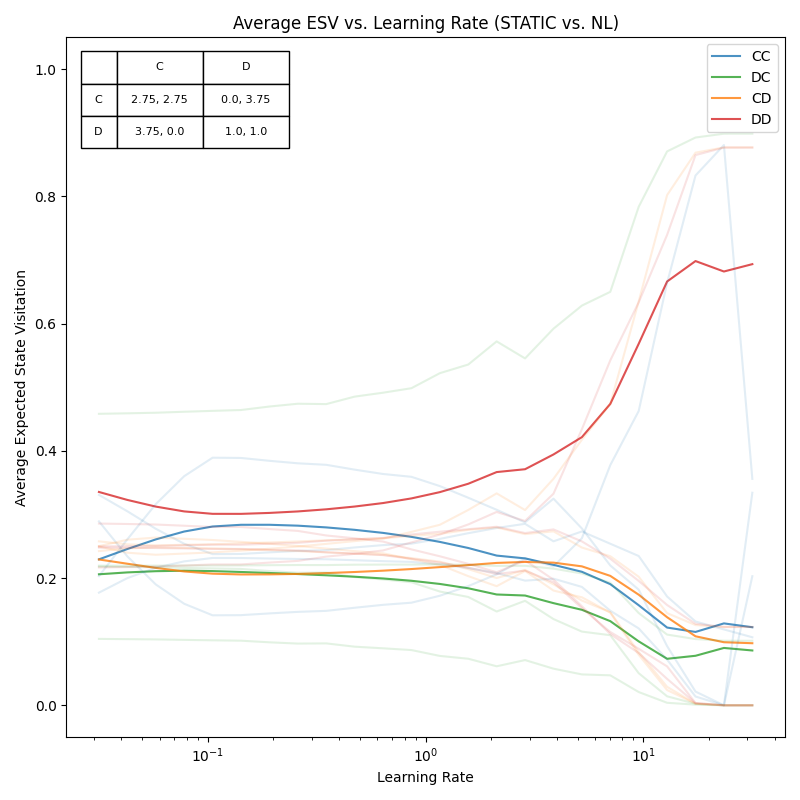 Average ESV vs. Learning Rate (STATIC vs. NL)
C D
C 2.75, 2.75 0.0, 3.75
D 3.75, 0.0 1.0, 1.0
CC
DC
CD
DD
Average Expected State Visitation
1.0
0.8
0.6
0.4
0.2
0.0
10⁻¹ 10⁰ 10¹
Learning Rate